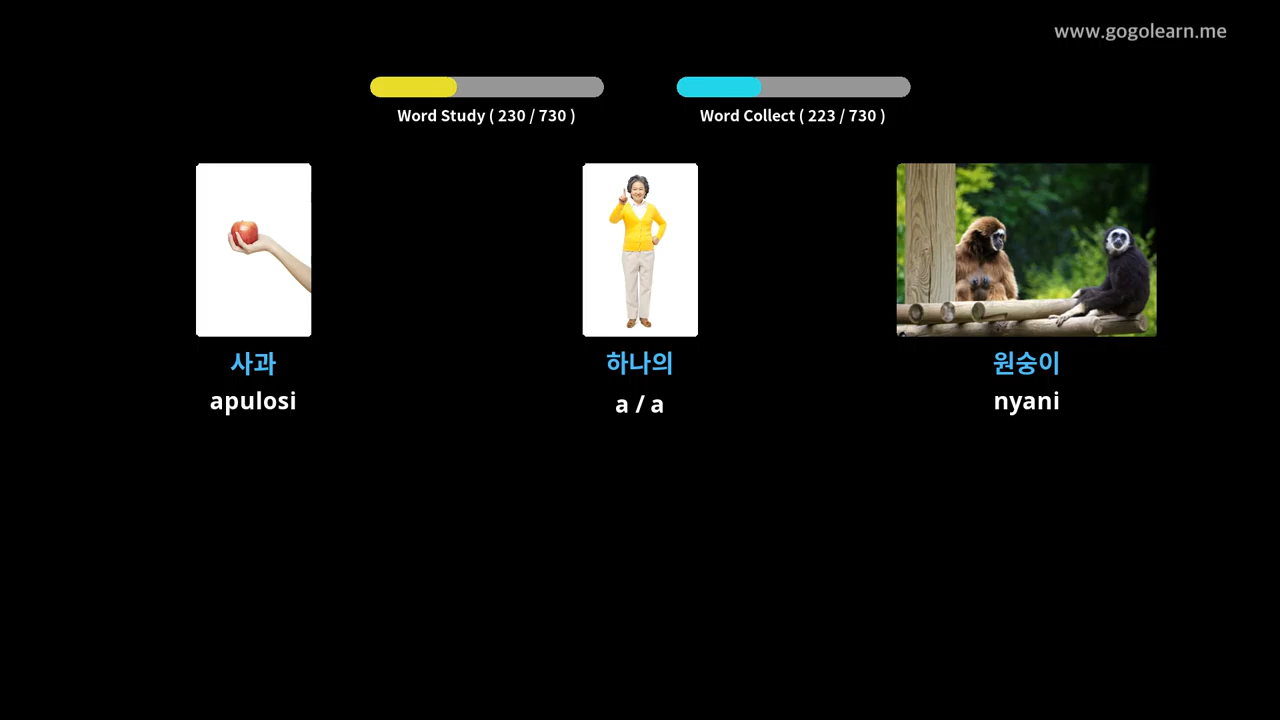 www.gogolearn.me
Word Study ( 230 / 730 )
Word Collect ( 223 / 730 )
사과
apulosi
하나의
a / a
원숭이
nyani